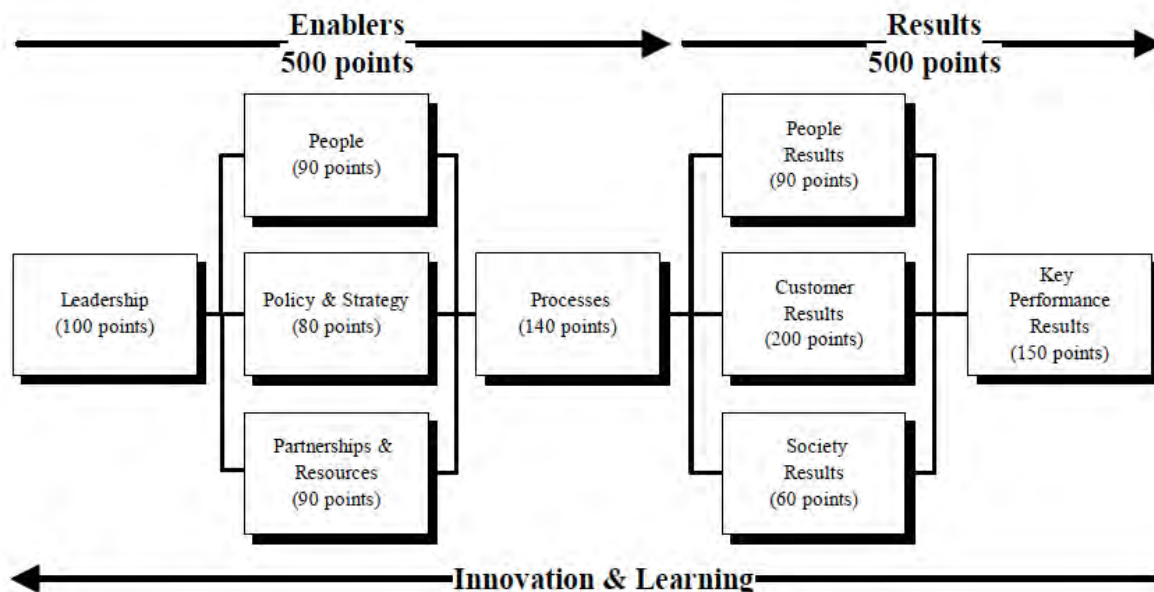 Enablers
500 points
Results
500 points
People
(90 points)
People
Results
(90 points)
Leadership
(100 points)
Policy & Strategy
(80 points)
Processes
(140 points)
Customer
Results
(200 points)
Key
Performance
Results
(150 points)
Partnerships &
Resources
(90 points)
Society
Results
(60 points)
Innovation & Learning